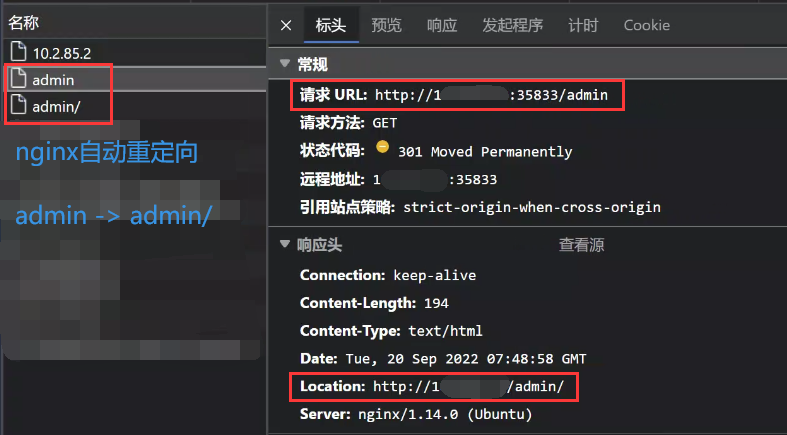 名称
10.2.85.2
admin
admin/
nginx自动重定向
admin -> admin/
标头 预览 响应 发起程序 计时 Cookie
常规
请求 URL: http://1 :35833/admin
请求方法: GET
状态代码: 301 Moved Permanently
远程地址: 1 :35833
引用站点策略: strict-origin-when-cross-origin
响应头 查看源
Connection: keep-alive
Content-Length: 194
Content-Type: text/html
Date: Tue, 20 Sep 2022 07:48:58 GMT
Location: http://1 /admin/
Server: nginx/1.14.0 (Ubuntu)